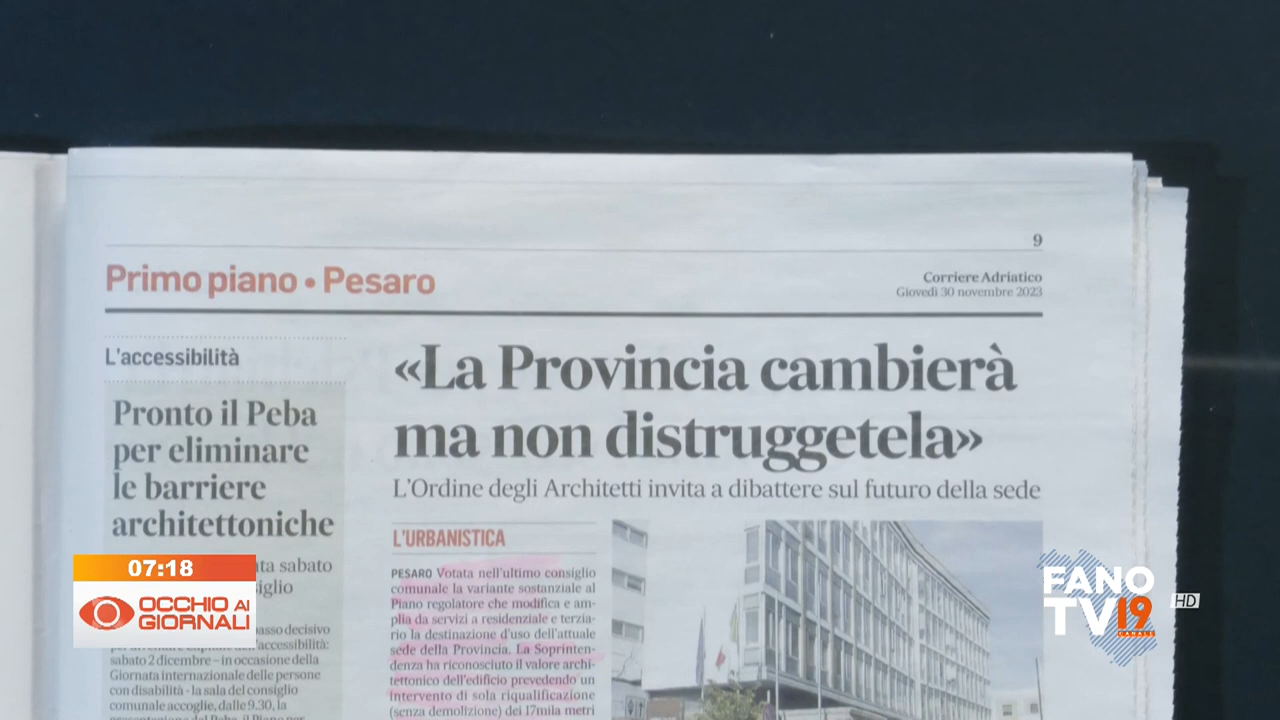 9
Primo piano • Pesaro
Corriere Adriatico
Giovedì 30 novembre 2023
L'accessibilità
Pronto il Peba
per eliminare
le barriere
architettoniche
sabato
«La Provincia cambierà
ma non distruggetela»
L'Ordine degli Architetti invita a dibattere sul futuro della sede
L'URBANISTICA
PESARO Votata nell'ultimo consiglio
comunale la variante sostanziale al
Piano regolatore che modifica e am-
plia da servizi a residenziale e terzia-
rio la destinazione d'uso dell'attuale
sede della Provincia. La Soprinten-
denza ha riconosciuto il valore archi-
tettonico dell'edificio prevedendo un
intervento di sola riqualificazione
(senza demolizione) dei 17mila metri
decisivo
accessibilità:
sabato 2 dicembre – in occasione della
Giornata internazionale delle persone
con disabilità - la sala del consiglio
comunale accoglie, dalle 9.30, la
07:18
OCCHIO AI
GIORNALI
FANO
TV 19
CANALE
HD